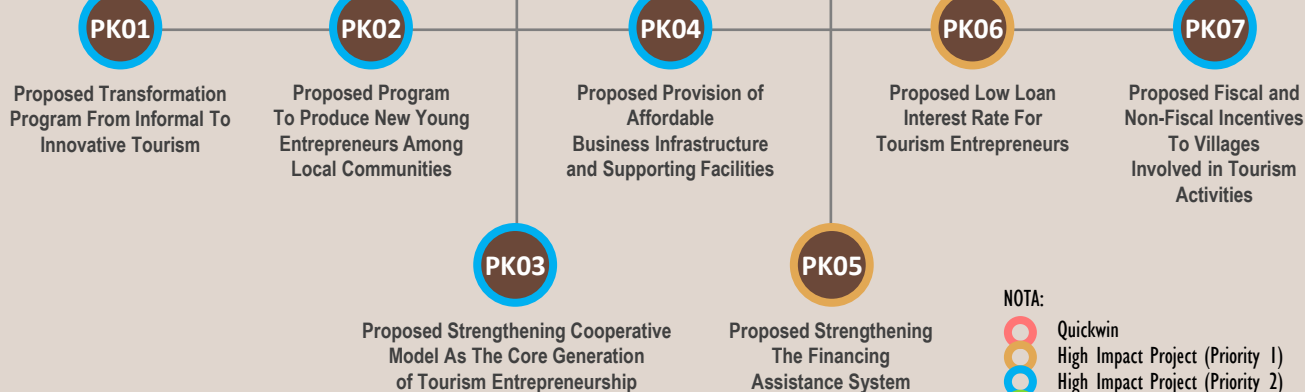 PK01
Proposed Transformation
Program From Informal To
Innovative Tourism
PK02
Proposed Program
To Produce New Young
Entrepreneurs Among
Local Communities
PK04
Proposed Provision of
Affordable
Business Infrastructure
and Supporting Facilities
PK06
Proposed Low Loan
Interest Rate For
Tourism Entrepreneurs
PK07
Proposed Fiscal and
Non-Fiscal Incentives
To Villages
Involved in Tourism
Activities
PK03
Proposed Strengthening Cooperative
Model As The Core Generation
of Tourism Entrepreneurship
PK05
Proposed Strengthening
The Financing
Assistance System
NOTA:
Quickwin
High Impact Project (Priority 1)
High Impact Project (Priority 2)